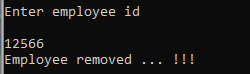 Enter employee id
12566
Employee removed ... !!!